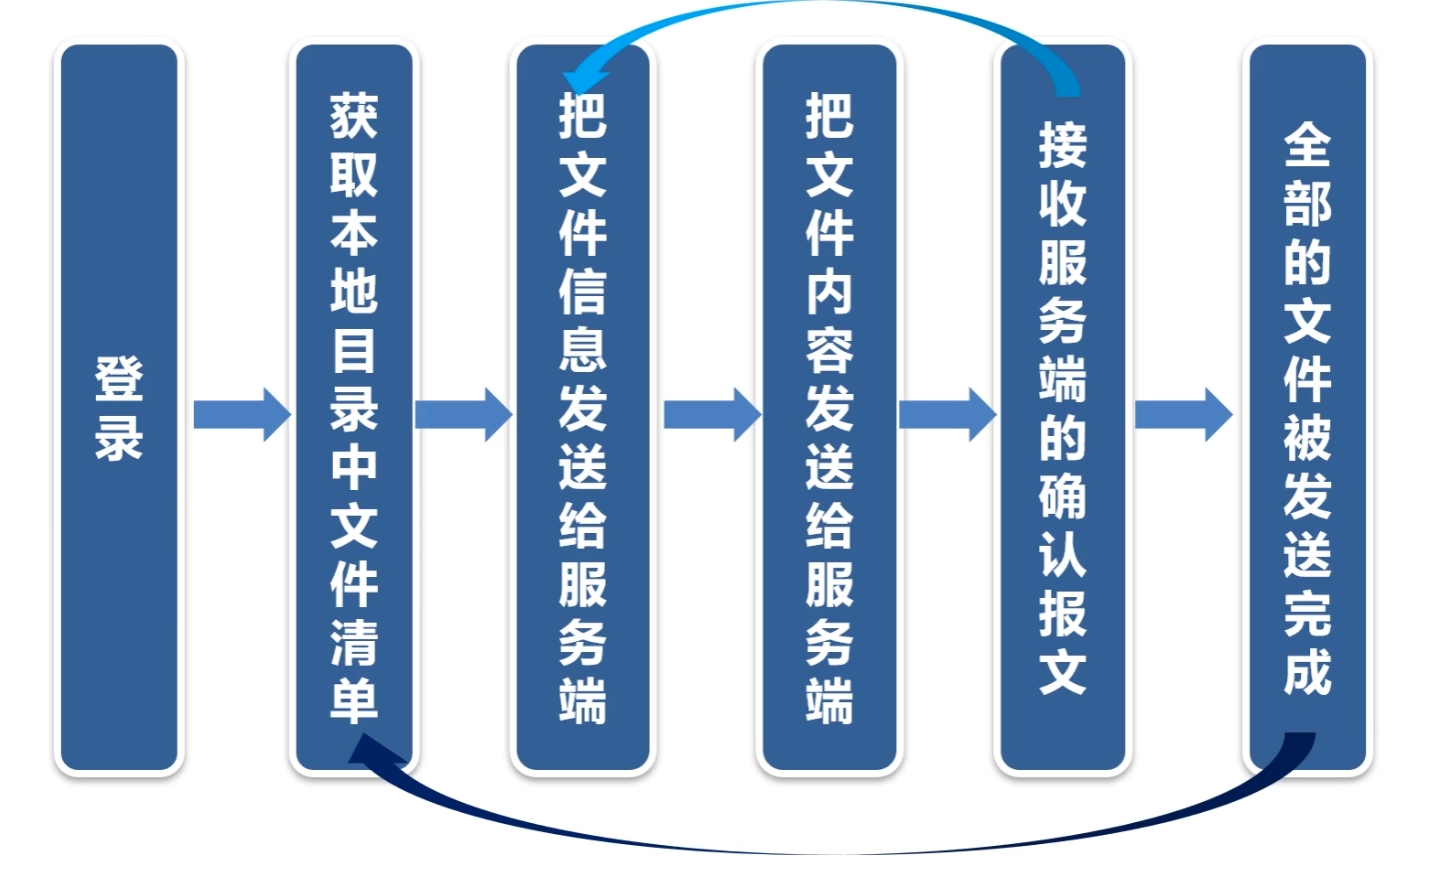 登录
获取本地目录中文件清单
把文件信息发送给服务端
把文件内容发送给服务端
接收服务端的确认报文
全部的文件被发送完成